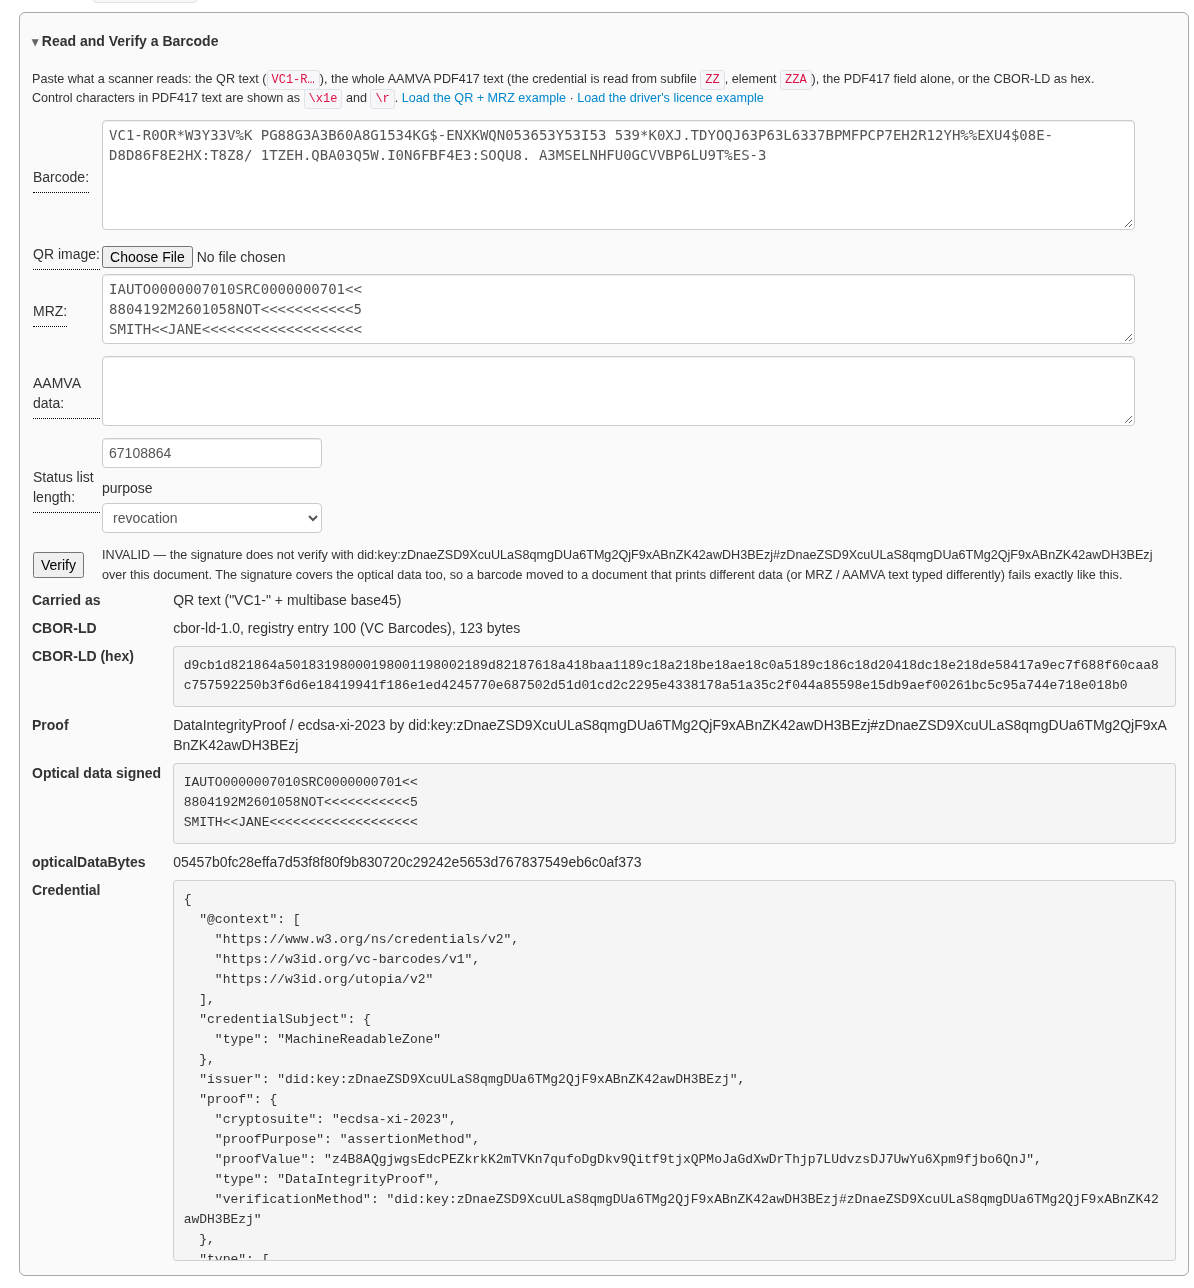 ▾ Read and Verify a Barcode
Paste what a scanner reads: the QR text (VC1-R…), the whole AAMVA PDF417 text (the credential is read from subfile ZZ, element ZZA), the PDF417 field alone, or the CBOR-LD as hex.
Control characters in PDF417 text are shown as \x1e and \r. Load the QR + MRZ example · Load the driver's licence example
Barcode:
VC1-R0OR*W3Y33V%K PG88G3A3B60A8G1534KG$-ENXKWQN053653Y53I53 539*K0XJ.TDYOQJ63P63L6337BPMFPCP7EH2R12YH%%EXU4$08E-
D8D86F8E2HX:T8Z8/ 1TZEH.QBA03Q5W.I0N6FBF4E3:SOQU8. A3MSELNHFU0GCVVBP6LU9T%ES-3
QR image: Choose File No file chosen
MRZ:
IAUTO0000007010SRC0000000701<<
8804192M2601058NOT<<<<<<<<<<<5
SMITH<<JANE<<<<<<<<<<<<<<<<<<<
AAMVA
data:
67108864
Status list
length:
purpose
revocation
Verify
INVALID — the signature does not verify with did:key:zDnaeZSD9XcuULaS8qmgDUa6TMg2QjF9xABnZK42awDH3BEzj#zDnaeZSD9XcuULaS8qmgDUa6TMg2QjF9xABnZK42awDH3BEzj
over this document. The signature covers the optical data too, so a barcode moved to a document that prints different data (or MRZ / AAMVA text typed differently) fails exactly like this.
Carried as QR text ("VC1-" + multibase base45)
CBOR-LD cbor-ld-1.0, registry entry 100 (VC Barcodes), 123 bytes
CBOR-LD (hex)
d9cb1d821864a50183198000198001198002189d82187618a418baa1189c18a218be18ae18c0a5189c186c18d20418dc18e218de58417a9ec7f688f60caa8
c757592250b3f6d6e18419941f186e1ed4245770e687502d51d01cd2c2295e4338178a51a35c2f044a85598e15db9aef00261bc5c95a744e718e018b0
Proof
DataIntegrityProof / ecdsa-xi-2023 by did:key:zDnaeZSD9XcuULaS8qmgDUa6TMg2QjF9xABnZK42awDH3BEzj#zDnaeZSD9XcuULaS8qmgDUa6TMg2QjF9xA
BnZK42awDH3BEzj
Optical data signed
IAUTO0000007010SRC0000000701<<
8804192M2601058NOT<<<<<<<<<<<5
SMITH<<JANE<<<<<<<<<<<<<<<<<<<
opticalDataBytes 05457b0fc28effa7d53f8f80f9b830720c29242e5653d767837549eb6c0af373
Credential
{
"@context": [
"https://www.w3.org/ns/credentials/v2",
"https://w3id.org/vc-barcodes/v1",
"https://w3id.org/utopia/v2"
],
"credentialSubject": {
"type": "MachineReadableZone"
},
"issuer": "did:key:zDnaeZSD9XcuULaS8qmgDUa6TMg2QjF9xABnZK42awDH3BEzj",
"proof": {
"cryptosuite": "ecdsa-xi-2023",
"proofPurpose": "assertionMethod",
"proofValue": "z4B8AQgjwgsEdcPEZkrkK2mTVKn7qufoDgDkv9Qitf9tjxQPMoJaGdXwDrThjp7LUdvzsDJ7UwYu6Xpm9fjbo6QnJ",
"type": "DataIntegrityProof",
"verificationMethod": "did:key:zDnaeZSD9XcuULaS8qmgDUa6TMg2QjF9xABnZK42awDH3BEzj#zDnaeZSD9XcuULaS8qmgDUa6TMg2QjF9xABnZK42
awDH3BEzj"
},
"type": [